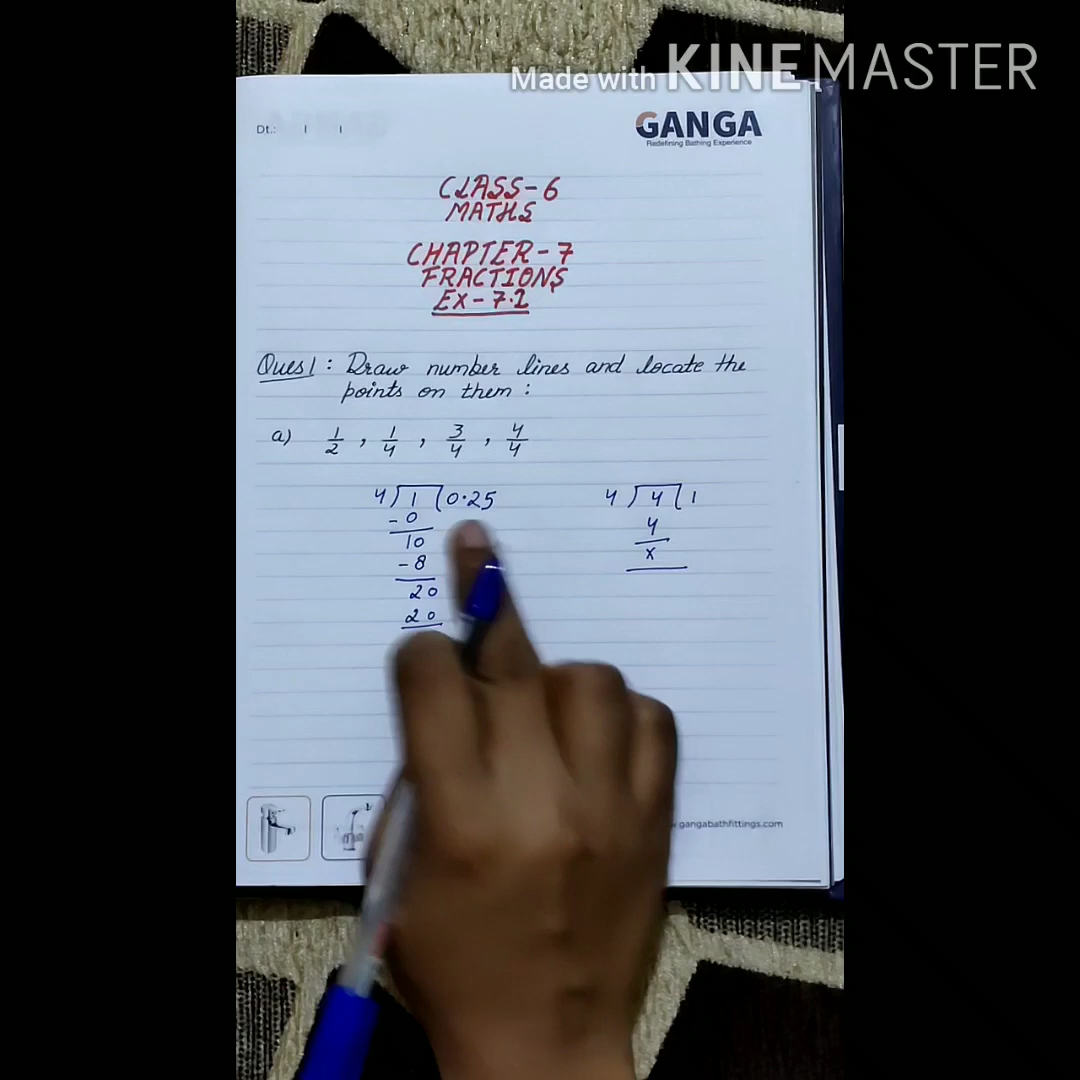 Made with KINEMASTER
Dt.: / /
GANGA
Redefining Bathing Experience
CLASS-6
MATHS
CHAPTER-7
FRACTIONS
EX-7.2
Ques 1: Draw number lines and locate the
points on them :
a) 1/2 , 1/4 , 3/4 , 4/4
4 ) 1 ( 0.25
-0
10
-8
20
20
4 ) 4 ( 1
4
x
gangabathfittings.com